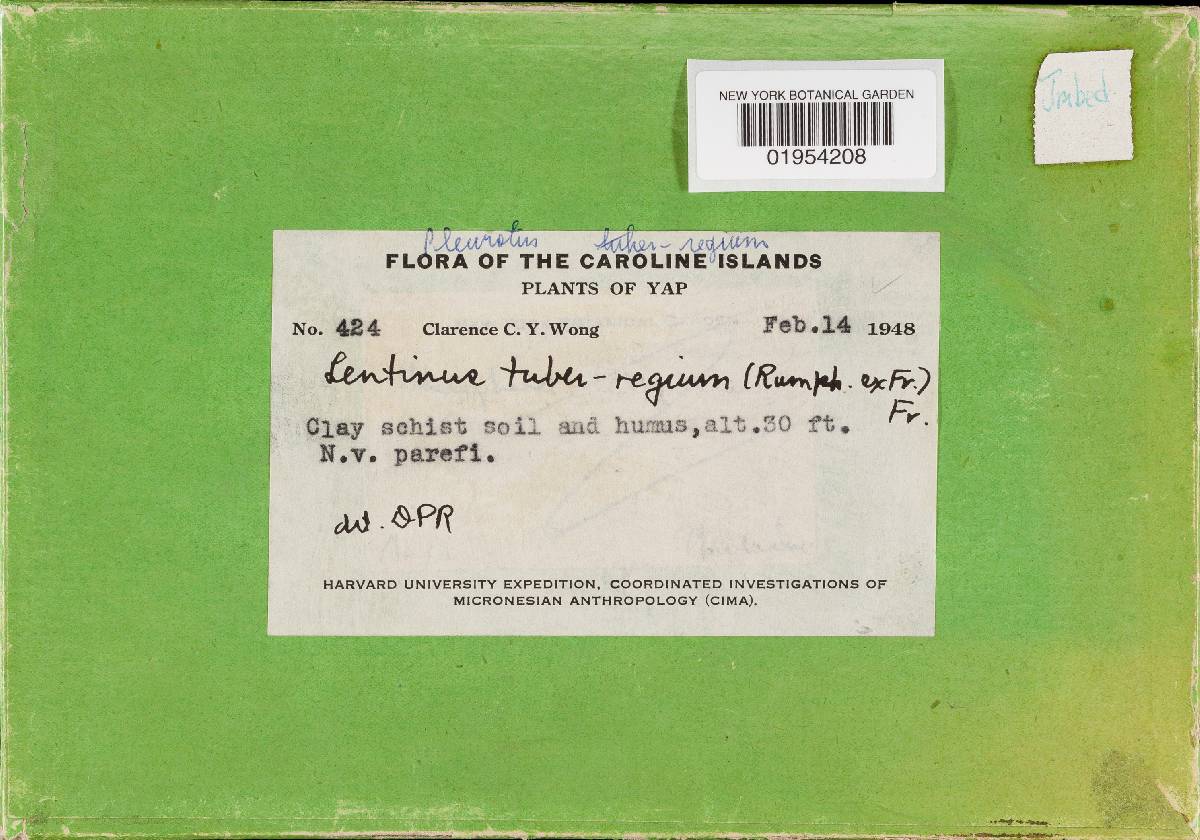 NEW YORK BOTANICAL GARDEN
01954208
Pleurotus tuber-regium
FLORA OF THE CAROLINE ISLANDS
PLANTS OF YAP
No. 424 Clarence C. Y. Wong Feb.14 1948
Lentinus tuber-regium (Rumph. ex Fr.)
Fr.
Clay schist soil and humus,alt.30 ft.
N.v. parefi.
det. DPR
HARVARD UNIVERSITY EXPEDITION, COORDINATED INVESTIGATIONS OF
MICRONESIAN ANTHROPOLOGY (CIMA).